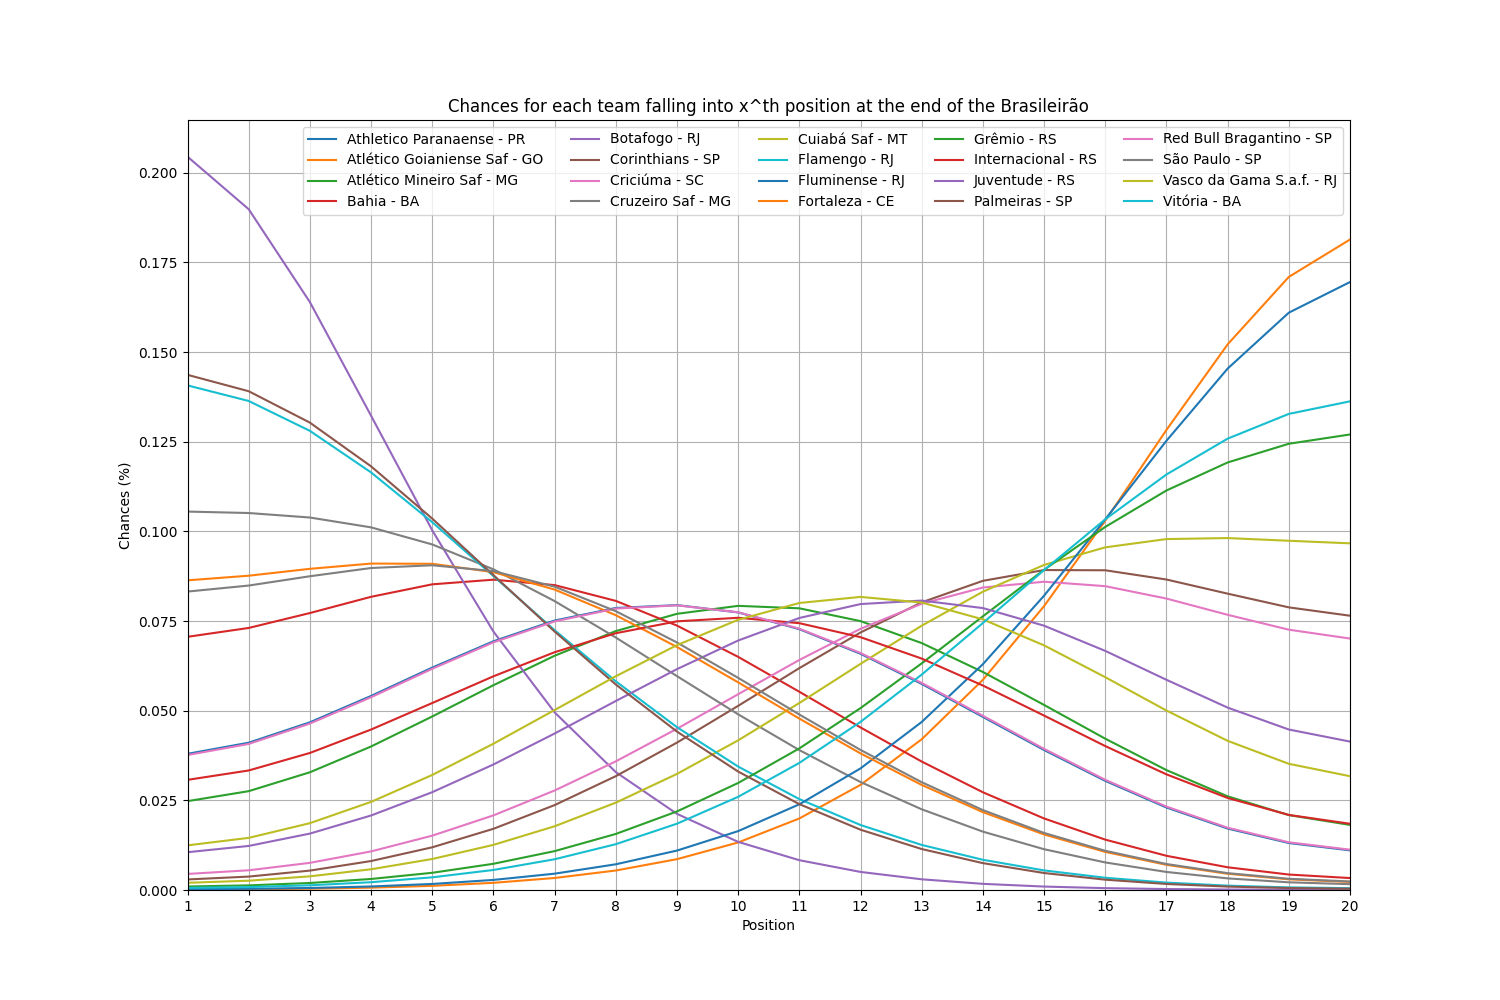 Chances for each team falling into x^th position at the end of the Brasileirão
Athletico Paranaense - PR
Atlético Goianiense Saf - GO
Atlético Mineiro Saf - MG
Bahia - BA
Botafogo - RJ
Corinthians - SP
Criciúma - SC
Cruzeiro Saf - MG
Cuiabá Saf - MT
Flamengo - RJ
Fluminense - RJ
Fortaleza - CE
Grêmio - RS
Internacional - RS
Juventude - RS
Palmeiras - SP
Red Bull Bragantino - SP
São Paulo - SP
Vasco da Gama S.a.f. - RJ
Vitória - BA
Chances (%)
0.200
0.175
0.150
0.125
0.100
0.075
0.050
0.025
0.000
1 2 3 4 5 6 7 8 9 10 11 12 13 14 15 16 17 18 19 20
Position